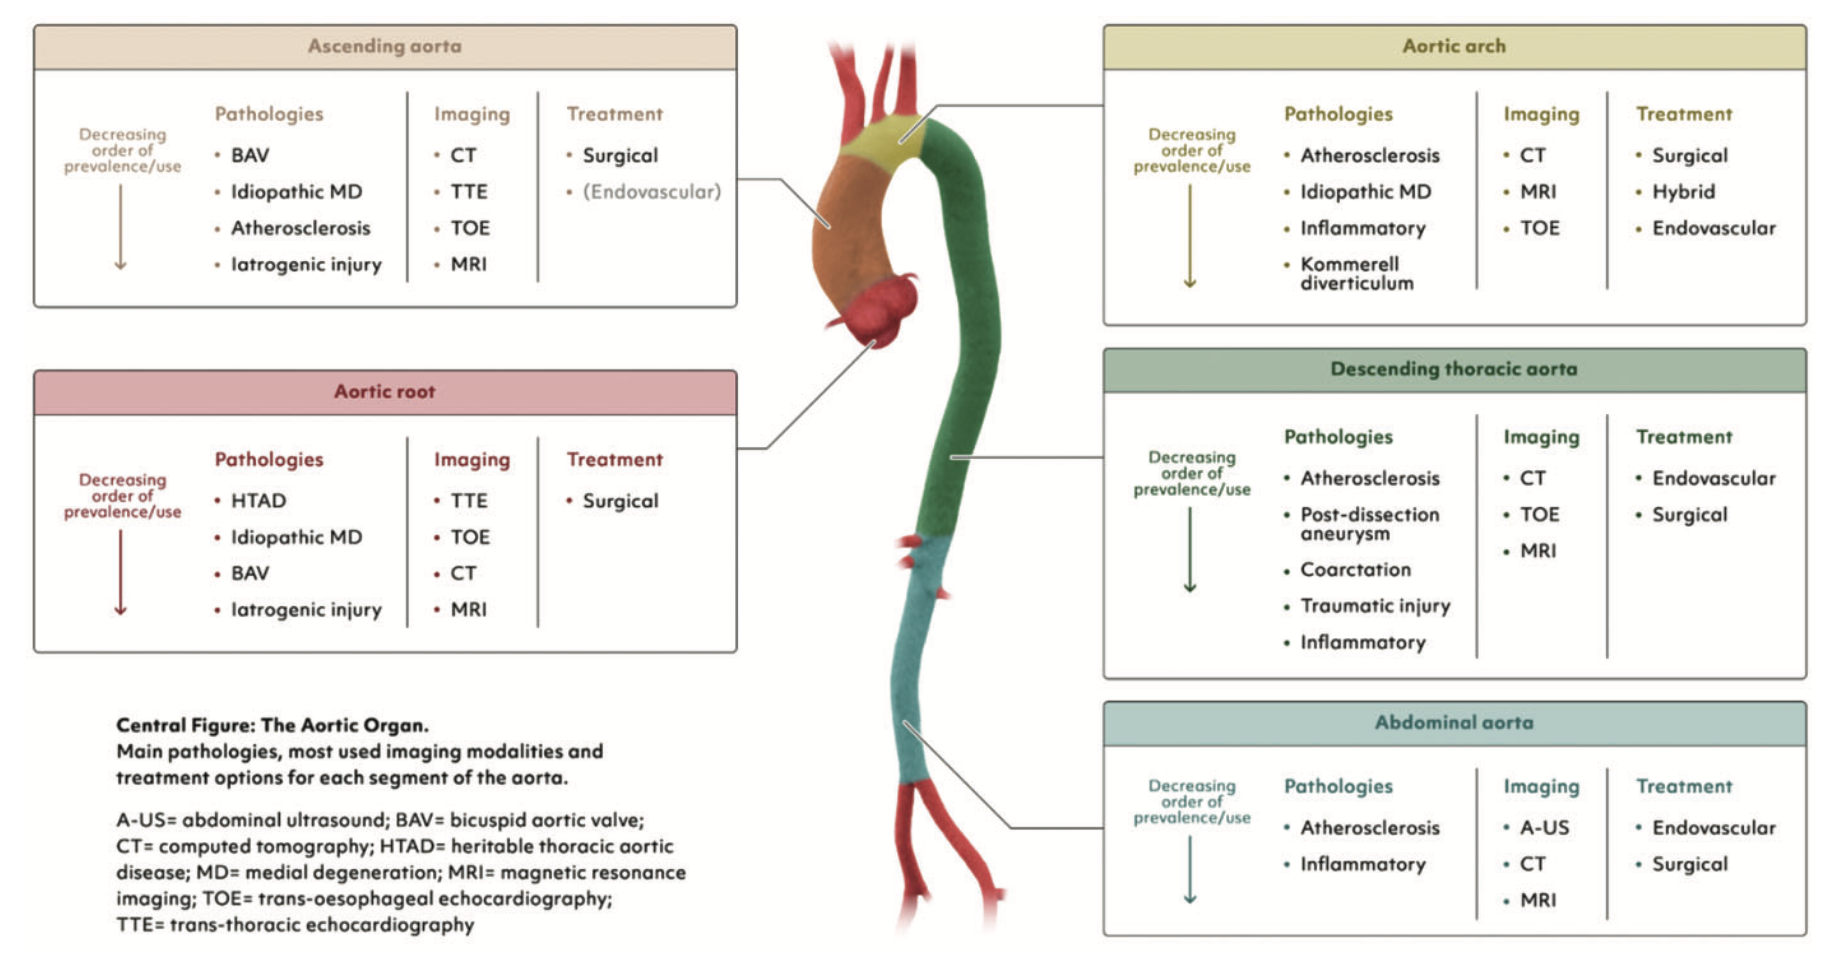 Ascending aorta
Decreasing
order of
prevalence/use
Pathologies
• BAV
• Idiopathic MD
• Atherosclerosis
• Iatrogenic injury
Imaging
• CT
• TTE
• TOE
• MRI
Treatment
• Surgical
• (Endovascular)
Aortic root
Decreasing
order of
prevalence/use
Pathologies
• HTAD
• Idiopathic MD
• BAV
• Iatrogenic injury
Imaging
• TTE
• TOE
• CT
• MRI
Treatment
• Surgical
Central Figure: The Aortic Organ.
Main pathologies, most used imaging modalities and
treatment options for each segment of the aorta.
A-US= abdominal ultrasound; BAV= bicuspid aortic valve;
CT= computed tomography; HTAD= heritable thoracic aortic
disease; MD= medial degeneration; MRI= magnetic resonance
imaging; TOE= trans-oesophageal echocardiography;
TTE= trans-thoracic echocardiography
Aortic arch
Decreasing
order of
prevalence/use
Pathologies
• Atherosclerosis
• Idiopathic MD
• Inflammatory
• Kommerell
diverticulum
Imaging
• CT
• MRI
• TOE
Treatment
• Surgical
• Hybrid
• Endovascular
Descending thoracic aorta
Decreasing
order of
prevalence/use
Pathologies
• Atherosclerosis
• Post-dissection
aneurysm
• Coarctation
• Traumatic injury
• Inflammatory
Imaging
• CT
• TOE
• MRI
Treatment
• Endovascular
• Surgical
Abdominal aorta
Decreasing
order of
prevalence/use
Pathologies
• Atherosclerosis
• Inflammatory
Imaging
• A-US
• CT
• MRI
Treatment
• Endovascular
• Surgical